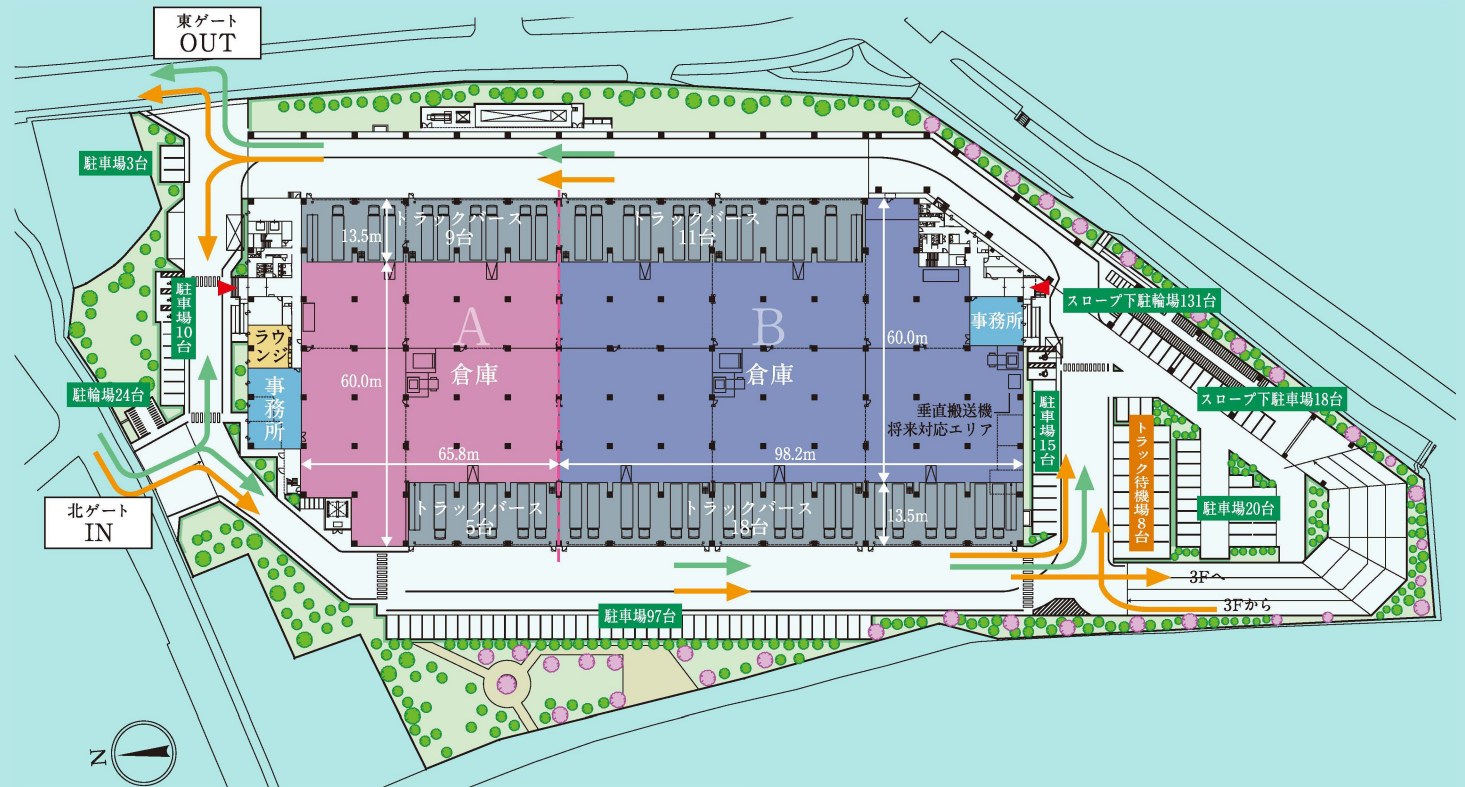 東ゲート
OUT
駐車場3台
トラックバース
9台
トラックバース
11台
13.5m
駐車場10台
スロープ下駐輪場131台
ラウンジ
A
倉庫
B
倉庫
事務所
60.0m
60.0m
事務所
駐輪場24台
スロープ下駐車場18台
垂直搬送機
将来対応エリア
駐車場15台
トラック待機場8台
65.8m
98.2m
北ゲート
IN
トラックバース
5台
トラックバース
18台
13.5m
駐車場20台
3Fへ
3Fから
駐車場97台
N